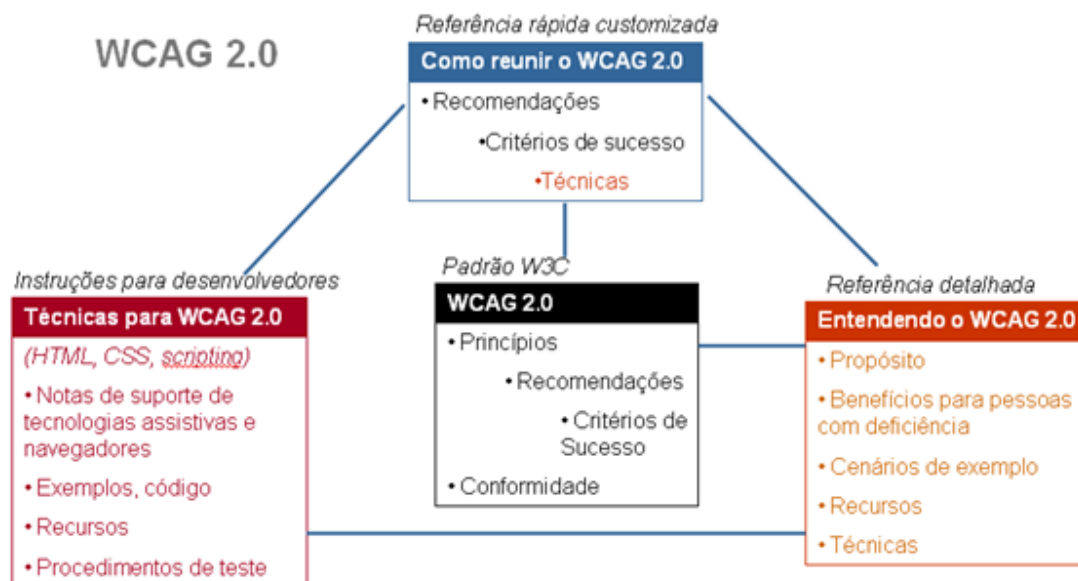 WCAG 2.0
Referência rápida customizada
Como reunir o WCAG 2.0
•Recomendações
•Critérios de sucesso
•Técnicas
Instruções para desenvolvedores
Técnicas para WCAG 2.0
(HTML, CSS, scripting)
• Notas de suporte de
tecnologias assistivas e
navegadores
• Exemplos, código
• Recursos
• Procedimentos de teste
Padrão W3C
WCAG 2.0
• Princípios
• Recomendações
• Critérios de
Sucesso
• Conformidade
Referência detalhada
Entendendo o WCAG 2.0
• Propósito
• Benefícios para pessoas
com deficiência
• Cenários de exemplo
• Recursos
• Técnicas